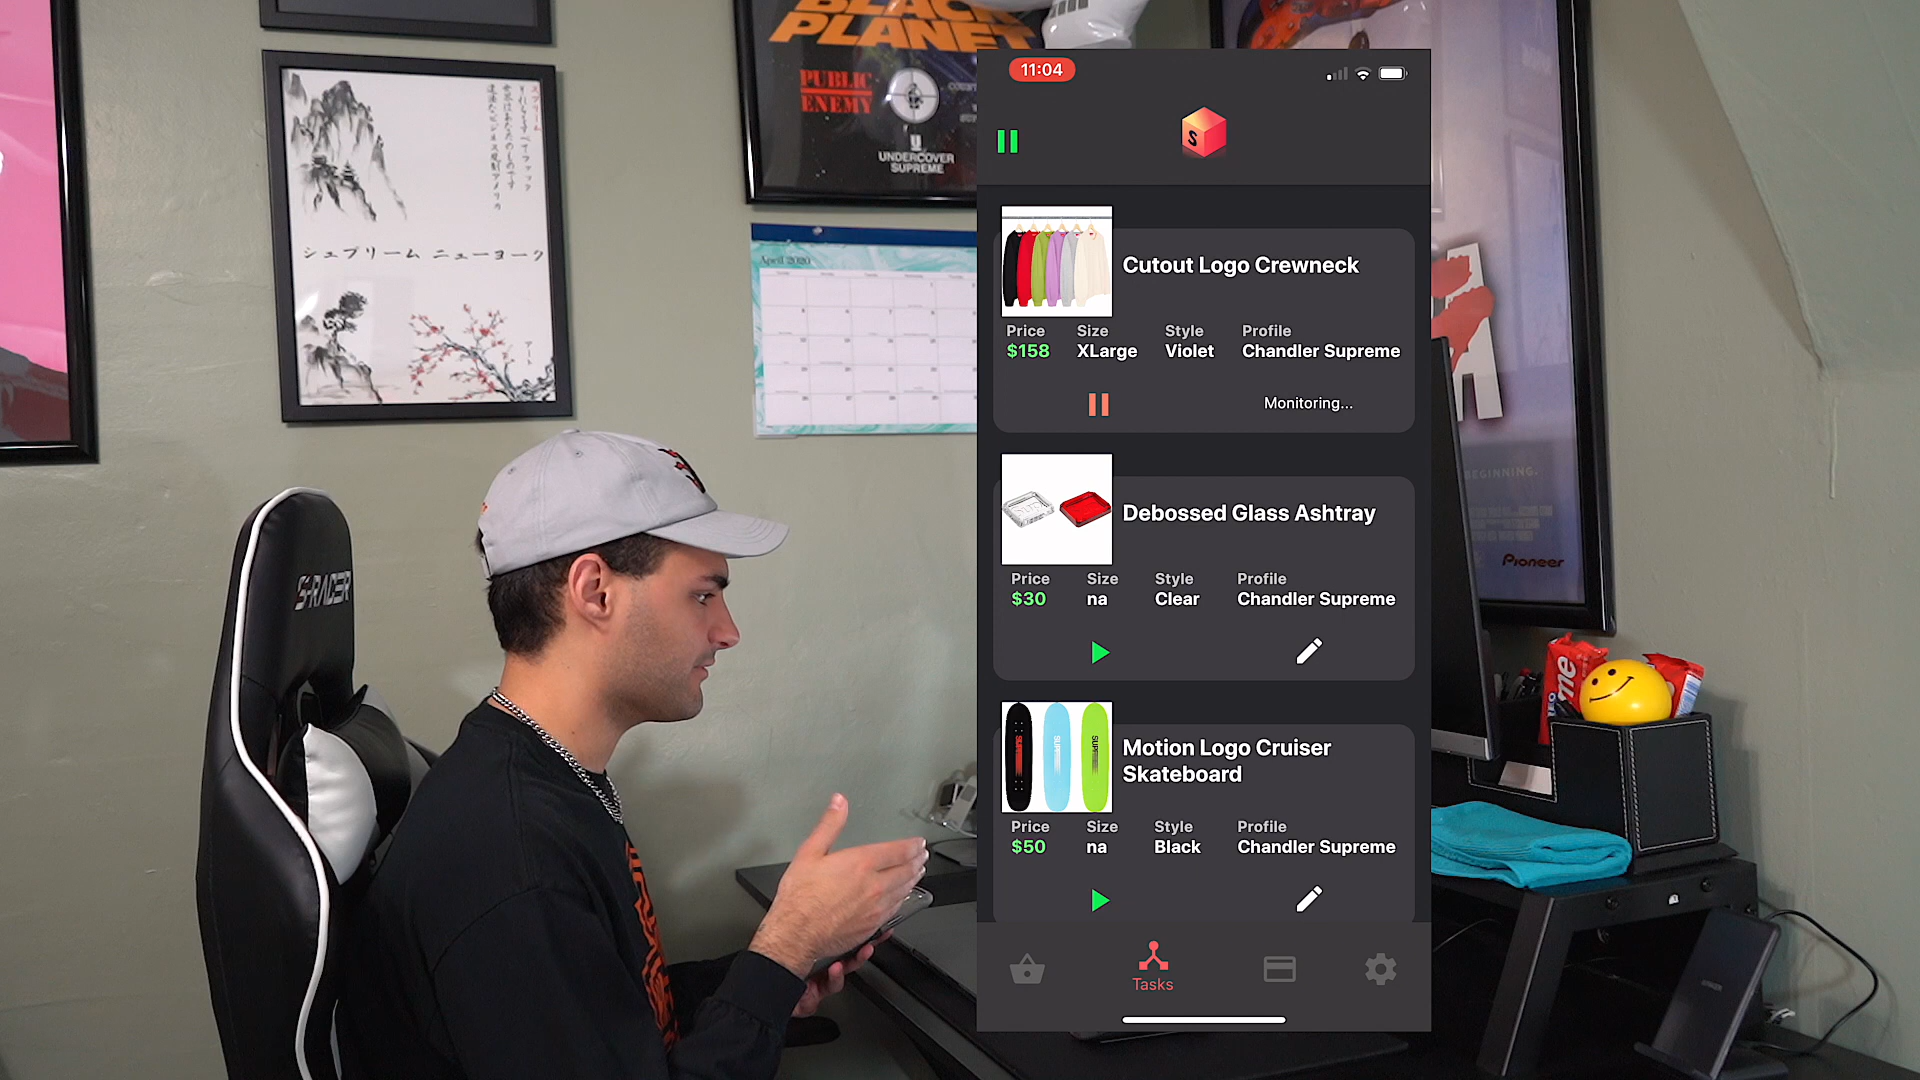 BLACK
PLANET
PUBLIC
ENEMY
UNDERCOVER
SUPREME
シュプリーム ニューヨーク
April 2020
S-RACER
BEGINNING.
Pioneer
11:04
S
Cutout Logo Crewneck
Price Size Style Profile
$158 XLarge Violet Chandler Supreme
Monitoring...
Debossed Glass Ashtray
Price Size Style Profile
$30 na Clear Chandler Supreme
Motion Logo Cruiser
Skateboard
Price Size Style Profile
$50 na Black Chandler Supreme
Tasks